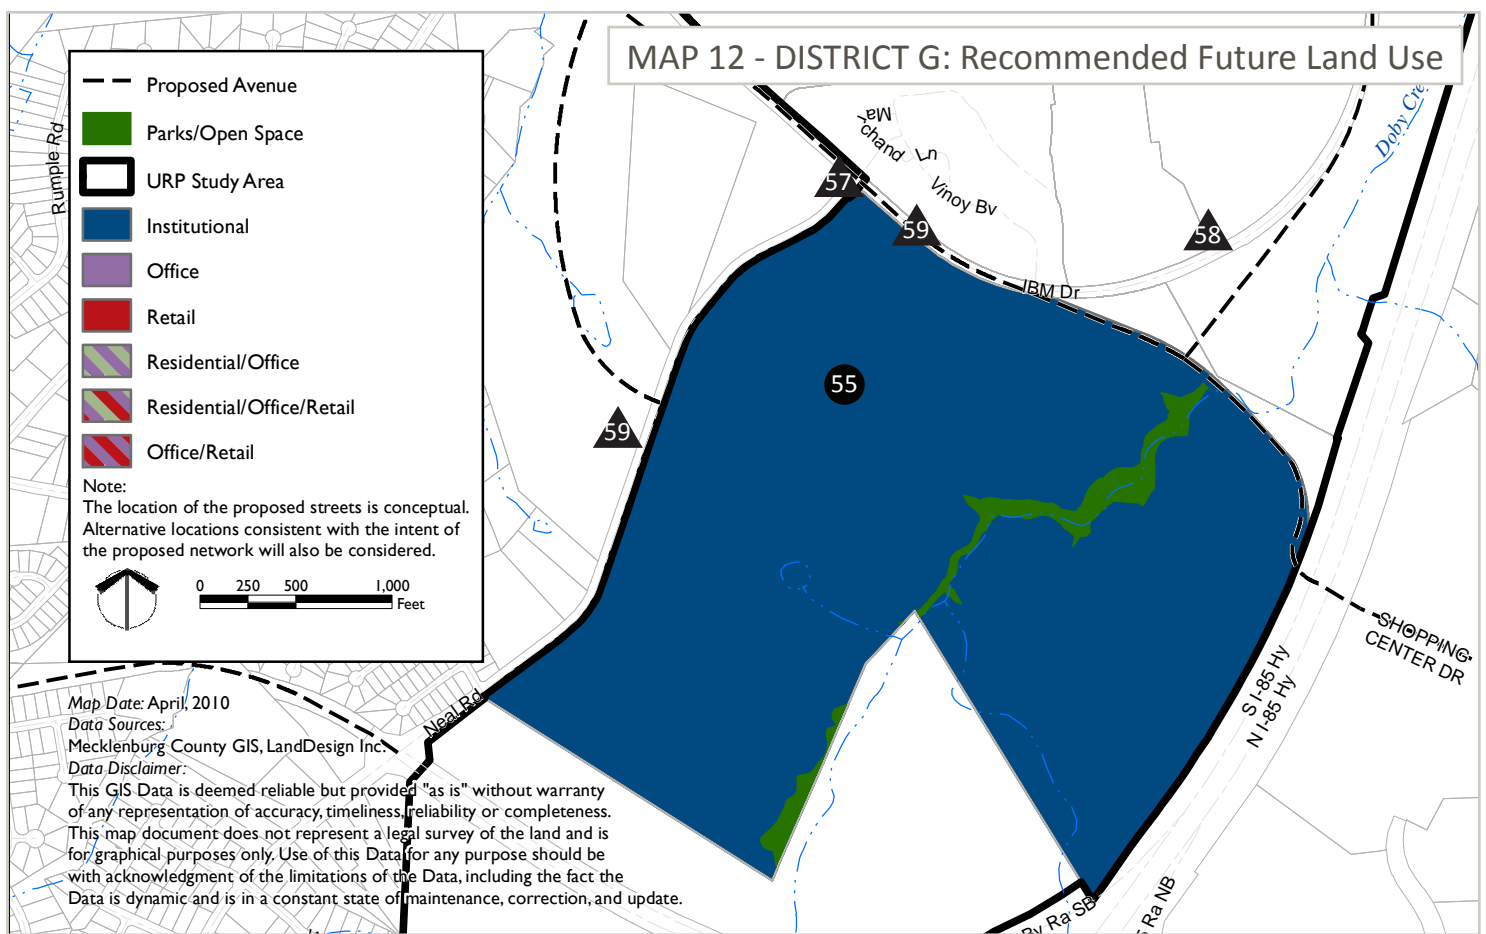 MAP 12 - DISTRICT G: Recommended Future Land Use
Proposed Avenue
Parks/Open Space
URP Study Area
Institutional
Office
Retail
Residential/Office
Residential/Office/Retail
Office/Retail
Note:
The location of the proposed streets is conceptual.
Alternative locations consistent with the intent of
the proposed network will also be considered.
0 250 500 1,000
Feet
Rumple Rd
Marchand
Ln
Vinoy Bv
57
59
58
IBM Dr
55
59
SHOPPING
CENTER DR
S I-85 Hy
N I-85 Hy
Neal Rd
Map Date: April, 2010
Data Sources:
Mecklenburg County GIS, LandDesign Inc.
Data Disclaimer:
This GIS Data is deemed reliable but provided "as is" without warranty
of any representation of accuracy, timeliness, reliability or completeness.
This map document does not represent a legal survey of the land and is
for graphical purposes only. Use of this Data for any purpose should be
with acknowledgment of the limitations of the Data, including the fact the
Data is dynamic and is in a constant state of maintenance, correction, and update.
Doby Cre
By Ra SB
Ra NB